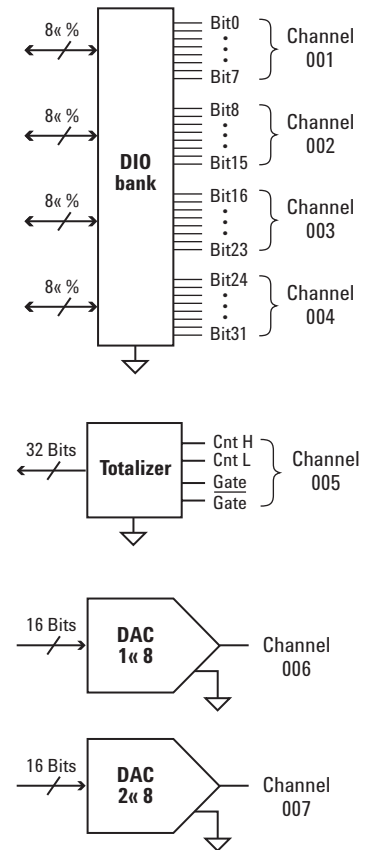 8« %
Bit0
Bit7
Channel
001
8« %
Bit8
Bit15
Channel
002
DIO
bank
8« %
Bit16
Bit23
Channel
003
8« %
Bit24
Bit31
Channel
004
32 Bits
Totalizer
Cnt H
Cnt L
Gate
Gate
Channel
005
16 Bits
DAC
1« 8
Channel
006
16 Bits
DAC
2« 8
Channel
007